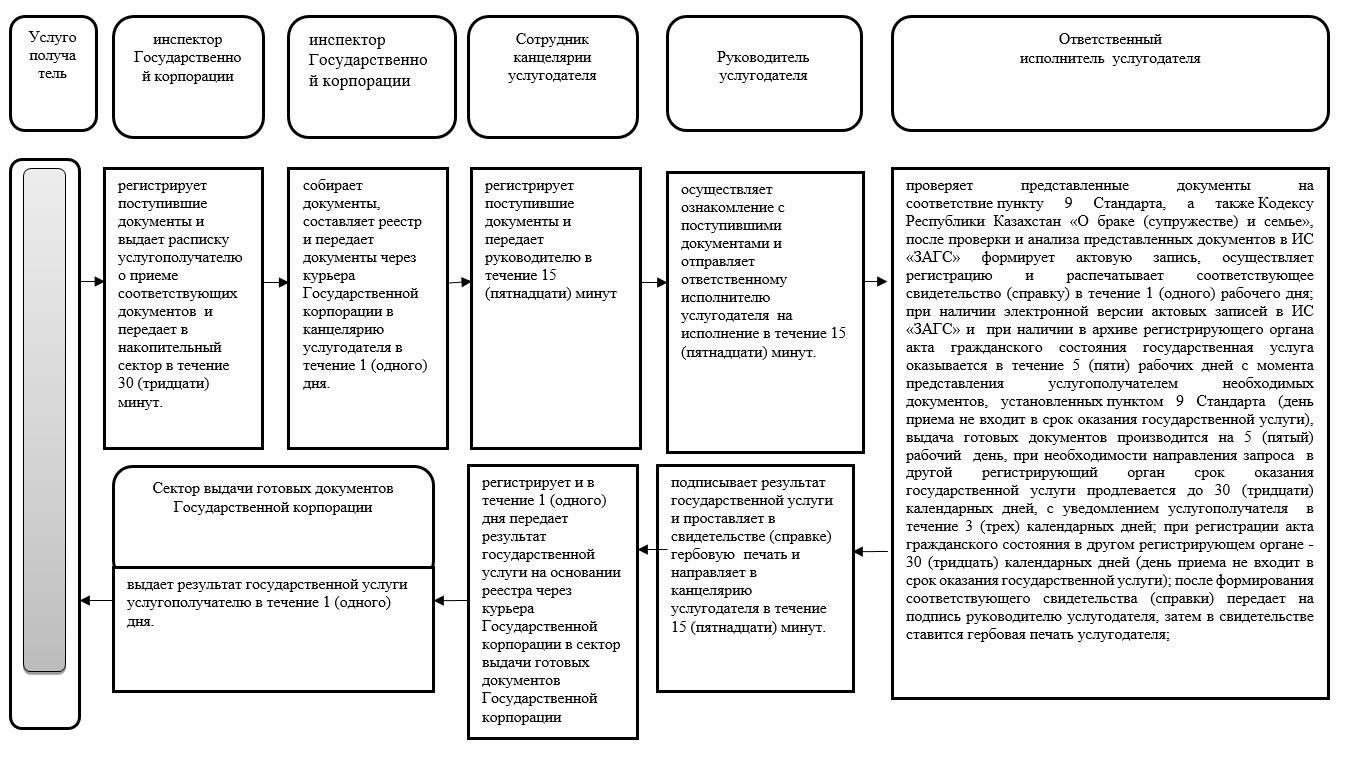 Услуго
получа
тель
инспектор
Государственно
й корпорации
инспектор
Государственно
й корпорации
Сотрудник
канцелярии
услугодателя
Руководитель
услугодателя
Ответственный
исполнитель услугодателя
регистрирует
поступившие
документы и
выдает расписку
услугополучателю
о приеме
соответствующих
документов и
передает в
накопительный
сектор в течение
30 (тридцати)
минут.
собирает
документы,
составляет реестр
и передает
документы через
курьера
Государственной
корпорации в
канцелярию
услугодателя в
течение 1 (одного)
дня.
регистрирует
поступившие
документы и
передает
руководителю в
течение 15
(пятнадцати) минут
осуществляет
ознакомление с
поступившими
документами и
отправляет
ответственному
исполнителю
услугодателя на
исполнение в течение 15
(пятнадцати) минут.
проверяет представленные документы на
соответствие пункту 9 Стандарта, а также Кодексу
Республики Казахстан «О браке (супружестве) и семье»,
после проверки и анализа представленных документов в ИС
«ЗАГС» формирует актовую запись, осуществляет
регистрацию и распечатывает соответствующее
свидетельство (справку) в течение 1 (одного) рабочего дня;
при наличии электронной версии актовых записей в ИС
«ЗАГС» и при наличии в архиве регистрирующего органа
акта гражданского состояния государственная услуга
оказывается в течение 5 (пяти) рабочих дней с момента
представления услугополучателем необходимых
документов, установленных пунктом 9 Стандарта (день
приема не входит в срок оказания государственной услуги),
выдача готовых документов производится на 5 (пятый)
рабочий день, при необходимости направления запроса в
другой регистрирующий орган срок оказания
государственной услуги продлевается до 30 (тридцати)
календарных дней, с уведомлением услугополучателя в
течение 3 (трех) календарных дней; при регистрации акта
гражданского состояния в другом регистрирующем органе -
30 (тридцать) календарных дней (день приема не входит в
срок оказания государственной услуги); после формирования
соответствующего свидетельства (справки) передает на
подпись руководителю услугодателя, затем в свидетельстве
ставится гербовая печать услугодателя;
Сектор выдачи готовых документов
Государственной корпорации
выдает результат государственной услуги
услугополучателю в течение 1 (одного)
дня.
регистрирует и в
течение 1 (одного)
дня передает
результат
государственной
услуги на основании
реестра через
курьера
Государственной
корпорации в сектор
выдачи готовых
документов
Государственной
корпорации
подписывает результат
государственной услуги
и проставляет в
свидетельстве (справке)
гербовую печать и
направляет в
канцелярию
услугодателя в течение
15 (пятнадцати) минут.